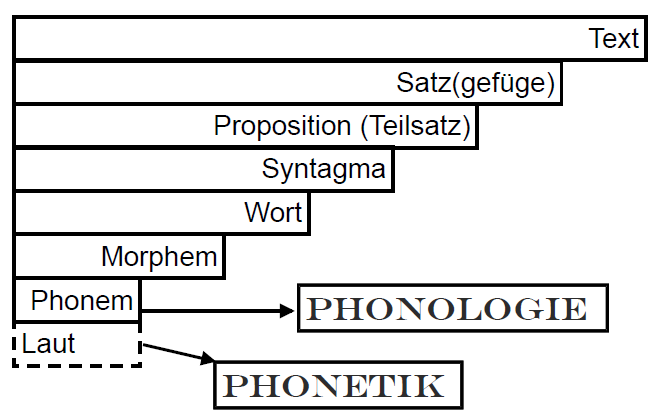 Text
Satz(gefüge)
Proposition (Teilsatz)
Syntagma
Wort
Morphem
Phonem
PHONOLOGIE
Laut
PHONETIK